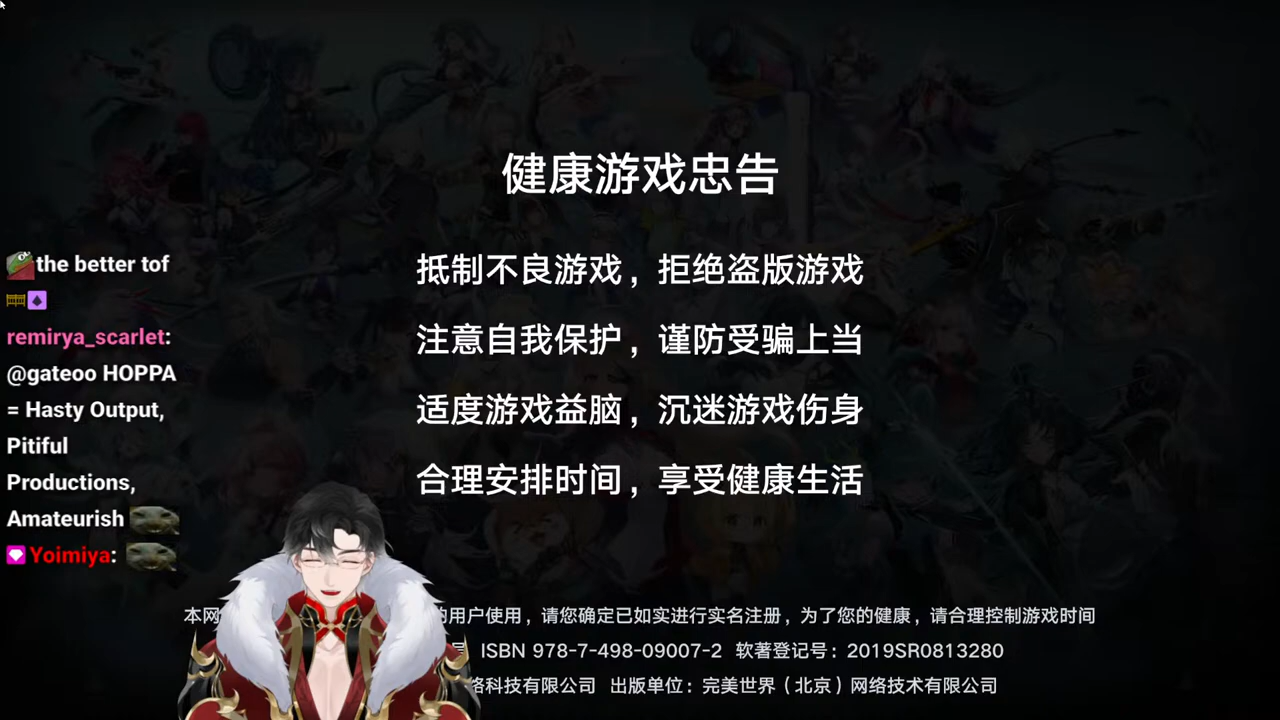 健康游戏忠告
抵制不良游戏，拒绝盗版游戏
注意自我保护，谨防受骗上当
适度游戏益脑，沉迷游戏伤身
合理安排时间，享受健康生活
the better tof
remirya_scarlet:
@gateoo HOPPA
= Hasty Output,
Pitiful
Productions,
Amateurish
Yoimiya:
本网 的用户使用，请您确定已如实进行实名注册，为了您的健康，请合理控制游戏时间
ISBN 978-7-498-09007-2 软著登记号：2019SR0813280
络科技有限公司 出版单位：完美世界（北京）网络技术有限公司